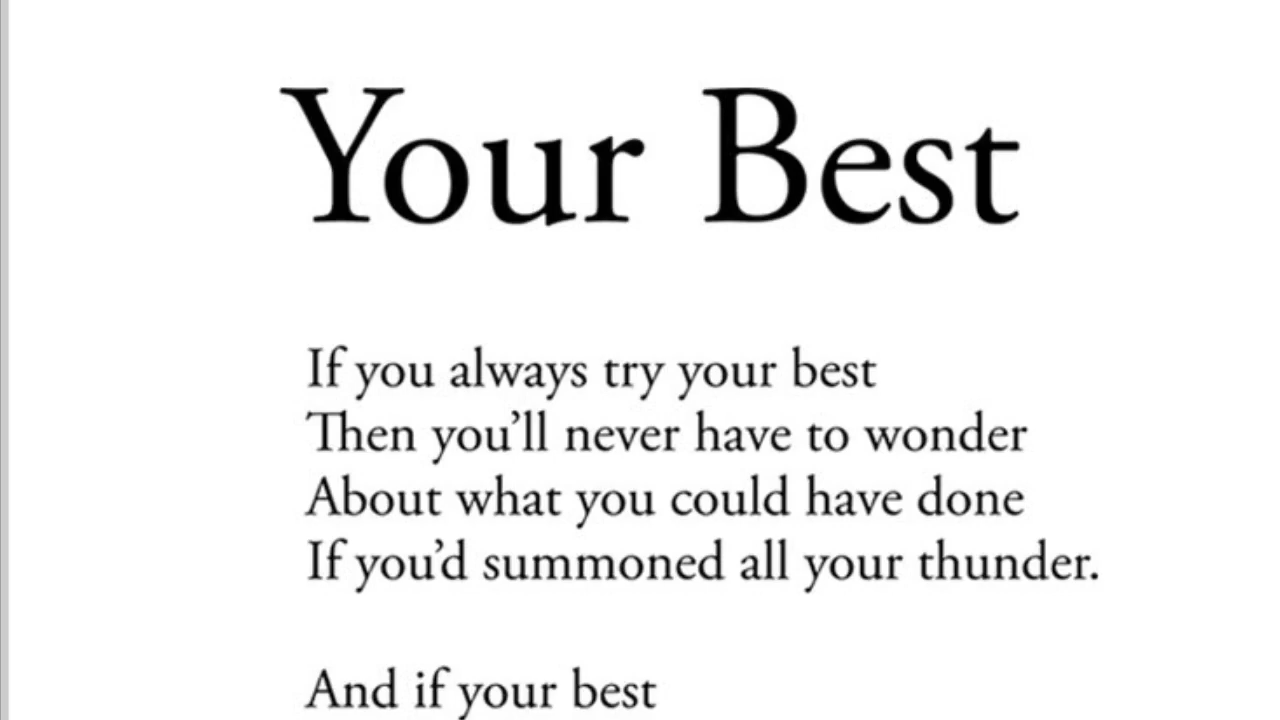 Your Best
If you always try your best
Then you’ll never have to wonder
About what you could have done
If you’d summoned all your thunder.
And if your best